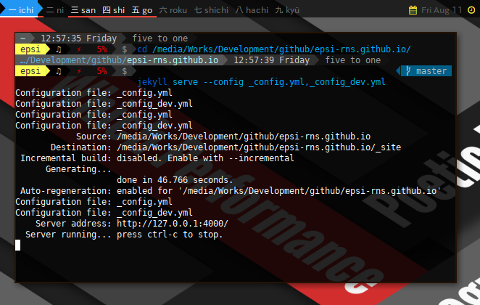 一 ichi 二 ni 三 san 四 shi 五 go 六 roku 七 shichi 八 hachi 九 kyū Fri Aug 11
~ 12:57:35 Friday five to one
epsi ♫ ⚡ 5% $ cd /media/Works/Development/github/epsi-rns.github.io/
…/Development/github/epsi-rns.github.io 12:57:39 Friday five to one
epsi ♫ ⚡ 5% $ master
jekyll serve --config _config.yml,_config_dev.yml
Configuration file: _config.yml
Configuration file: _config_dev.yml
Configuration file: _config.yml
Configuration file: _config_dev.yml
Source: /media/Works/Development/github/epsi-rns.github.io
Destination: /media/Works/Development/github/epsi-rns.github.io/_site
Incremental build: disabled. Enable with --incremental
Generating...
done in 46.766 seconds.
Auto-regeneration: enabled for '/media/Works/Development/github/epsi-rns.github.io'
Configuration file: _config.yml
Configuration file: _config_dev.yml
Server address: http://127.0.0.1:4000/
Server running... press ctrl-c to stop.